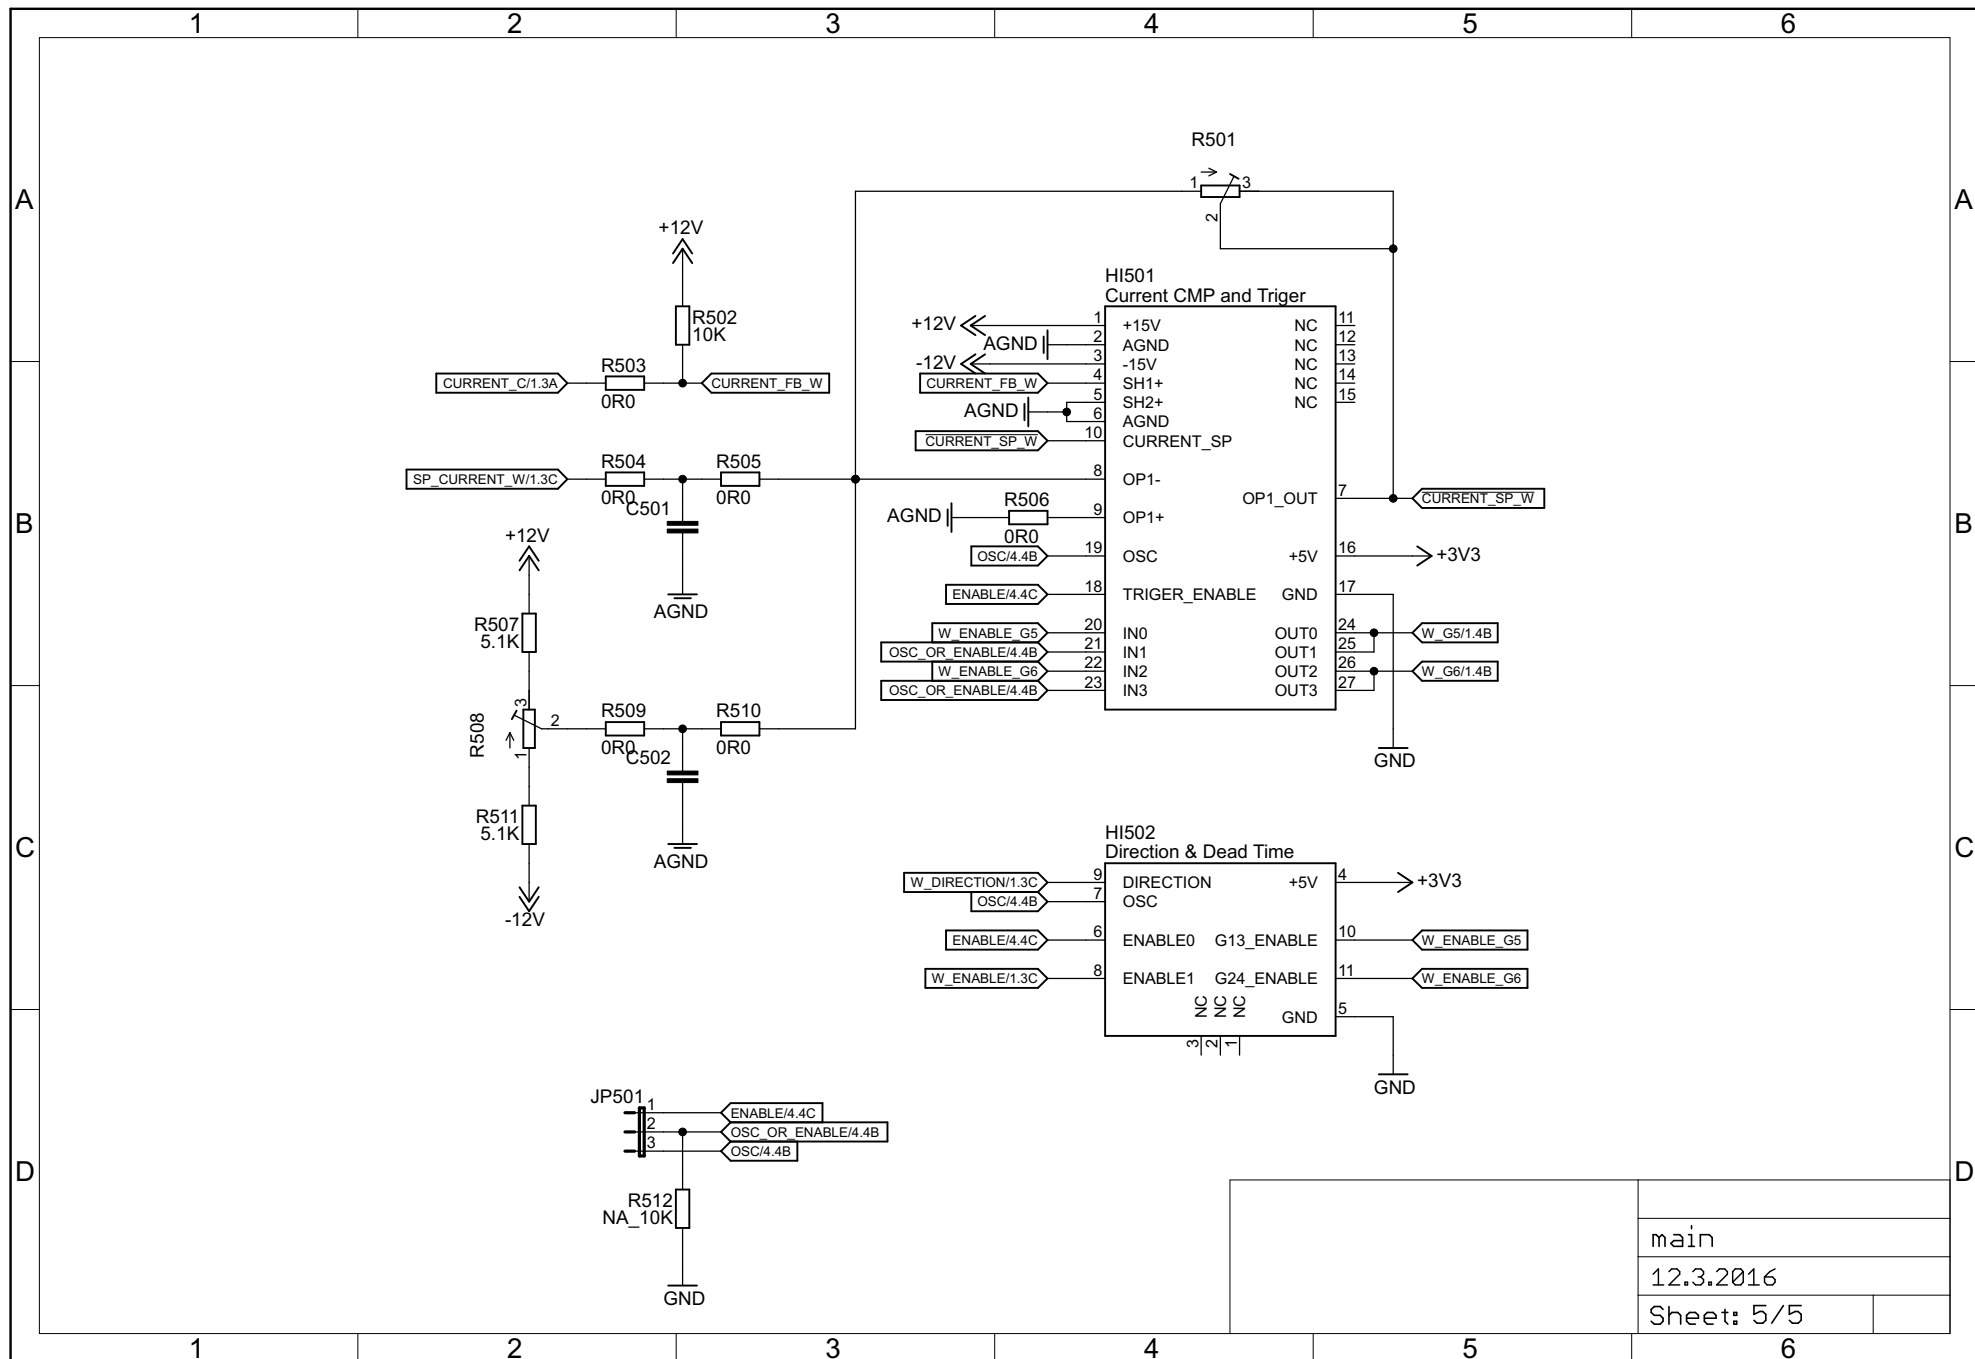 1 2 3 4 5 6
A A
R501
1 3
2
+12V
HI501
Current CMP and Triger
R502
10K
+12V 1 +15V NC 11
AGND 2 AGND NC 12
-12V 3 -15V NC 13
R503
CURRENT_C/1.3A CURRENT_FB_W
0R0
CURRENT_FB_W 4 SH1+ NC 14
5 SH2+ NC 15
AGND 6 AGND
CURRENT_SP_W 10 CURRENT_SP
R504 R505
SP_CURRENT_W/1.3C
0R0 0R0
C501
8 OP1-
OP1_OUT 7 CURRENT_SP_W
R506
AGND 9 OP1+
0R0
B B
+12V
OSC/4.4B 19 OSC +5V 16 +3V3
ENABLE/4.4C 18 TRIGER_ENABLE GND 17
AGND
R507
5.1K
W_ENABLE_G5 20 IN0 OUT0 24 W_G5/1.4B
OSC_OR_ENABLE/4.4B 21 IN1 OUT1 25
W_ENABLE_G6 22 IN2 OUT2 26 W_G6/1.4B
OSC_OR_ENABLE/4.4B 23 IN3 OUT3 27
R508
3
2
1
R509 R510
0R0 0R0
C502
GND
R511
5.1K
AGND
-12V
C C
HI502
Direction & Dead Time
W_DIRECTION/1.3C 9 DIRECTION +5V 4 +3V3
OSC/4.4B 7 OSC
ENABLE/4.4C 6 ENABLE0 G13_ENABLE 10 W_ENABLE_G5
W_ENABLE/1.3C 8 ENABLE1 G24_ENABLE 11 W_ENABLE_G6
NC NC NC GND 5
3 2 1
GND
JP501
1 ENABLE/4.4C
2 OSC_OR_ENABLE/4.4B
3 OSC/4.4B
D D
R512
NA_10K
GND
main
12.3.2016
Sheet: 5/5
1 2 3 4 5 6